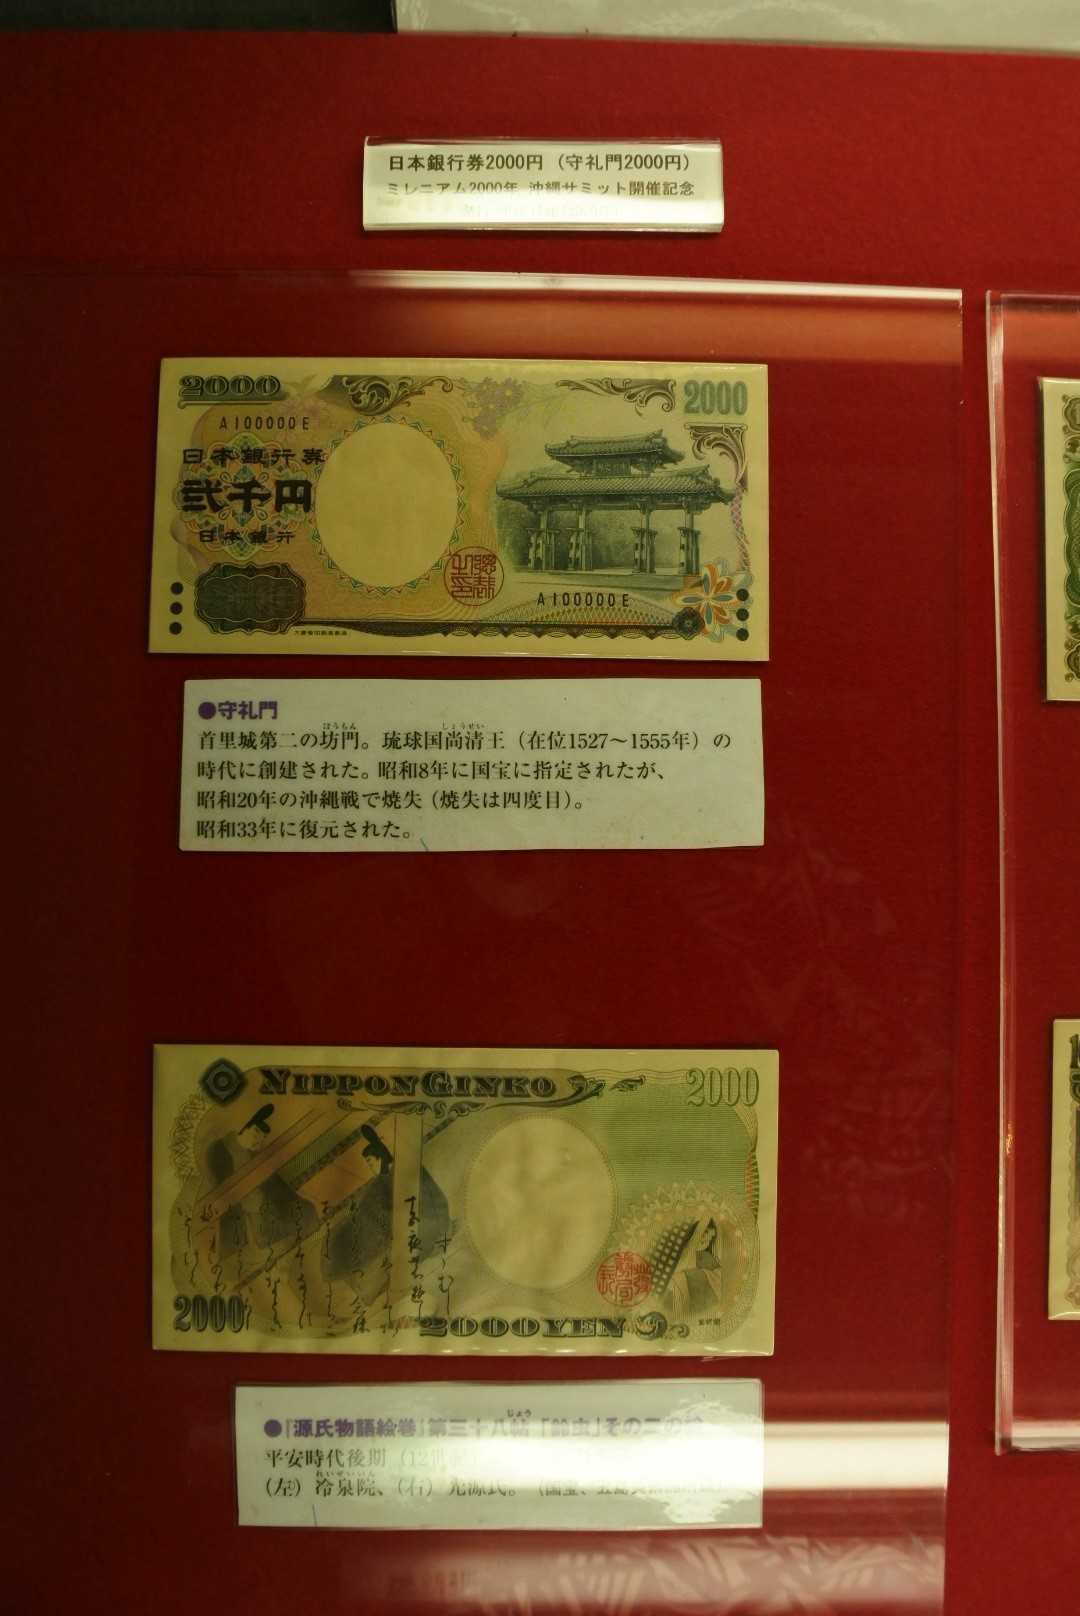 日本銀行券2000円（守礼門2000円）
ミレニアム2000年 沖縄サミット開催記念
2000
2000
A100000E
日本銀行券
弐千円
日本銀行
A100000E
●守礼門
首里城第二の坊門。琉球国尚清王（在位1527～1555年）の
時代に創建された。昭和8年に国宝に指定されたが、
昭和20年の沖縄戦で焼失（焼失は四度目）。
昭和33年に復元された。
NIPPON GINKO
2000
2000
2000 YEN
●『源氏物語絵巻』第三十八帖「鈴虫」その二の
平安時代後期（12世紀
（左）冷泉院、（右）光源氏。（国宝、